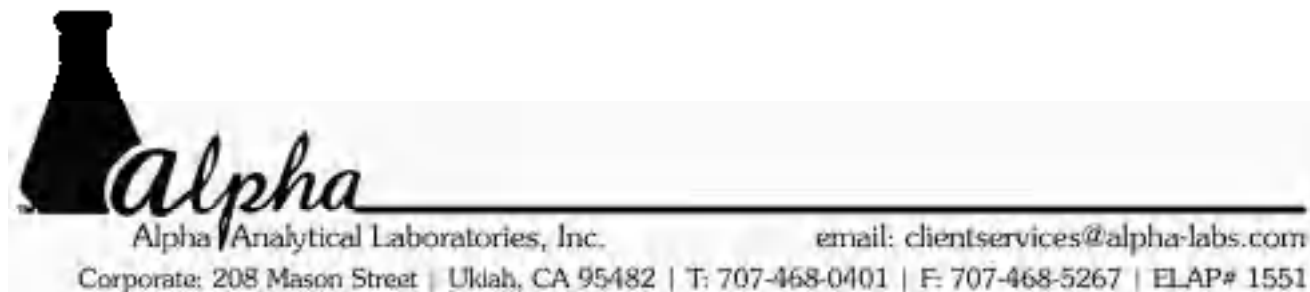 alpha
Alpha Analytical Laboratories, Inc. email: clientservices@alpha-labs.com
Corporate: 208 Mason Street | Ukiah, CA 95482 | T: 707-468-0401 | F: 707-468-5267 | ELAP# 1551